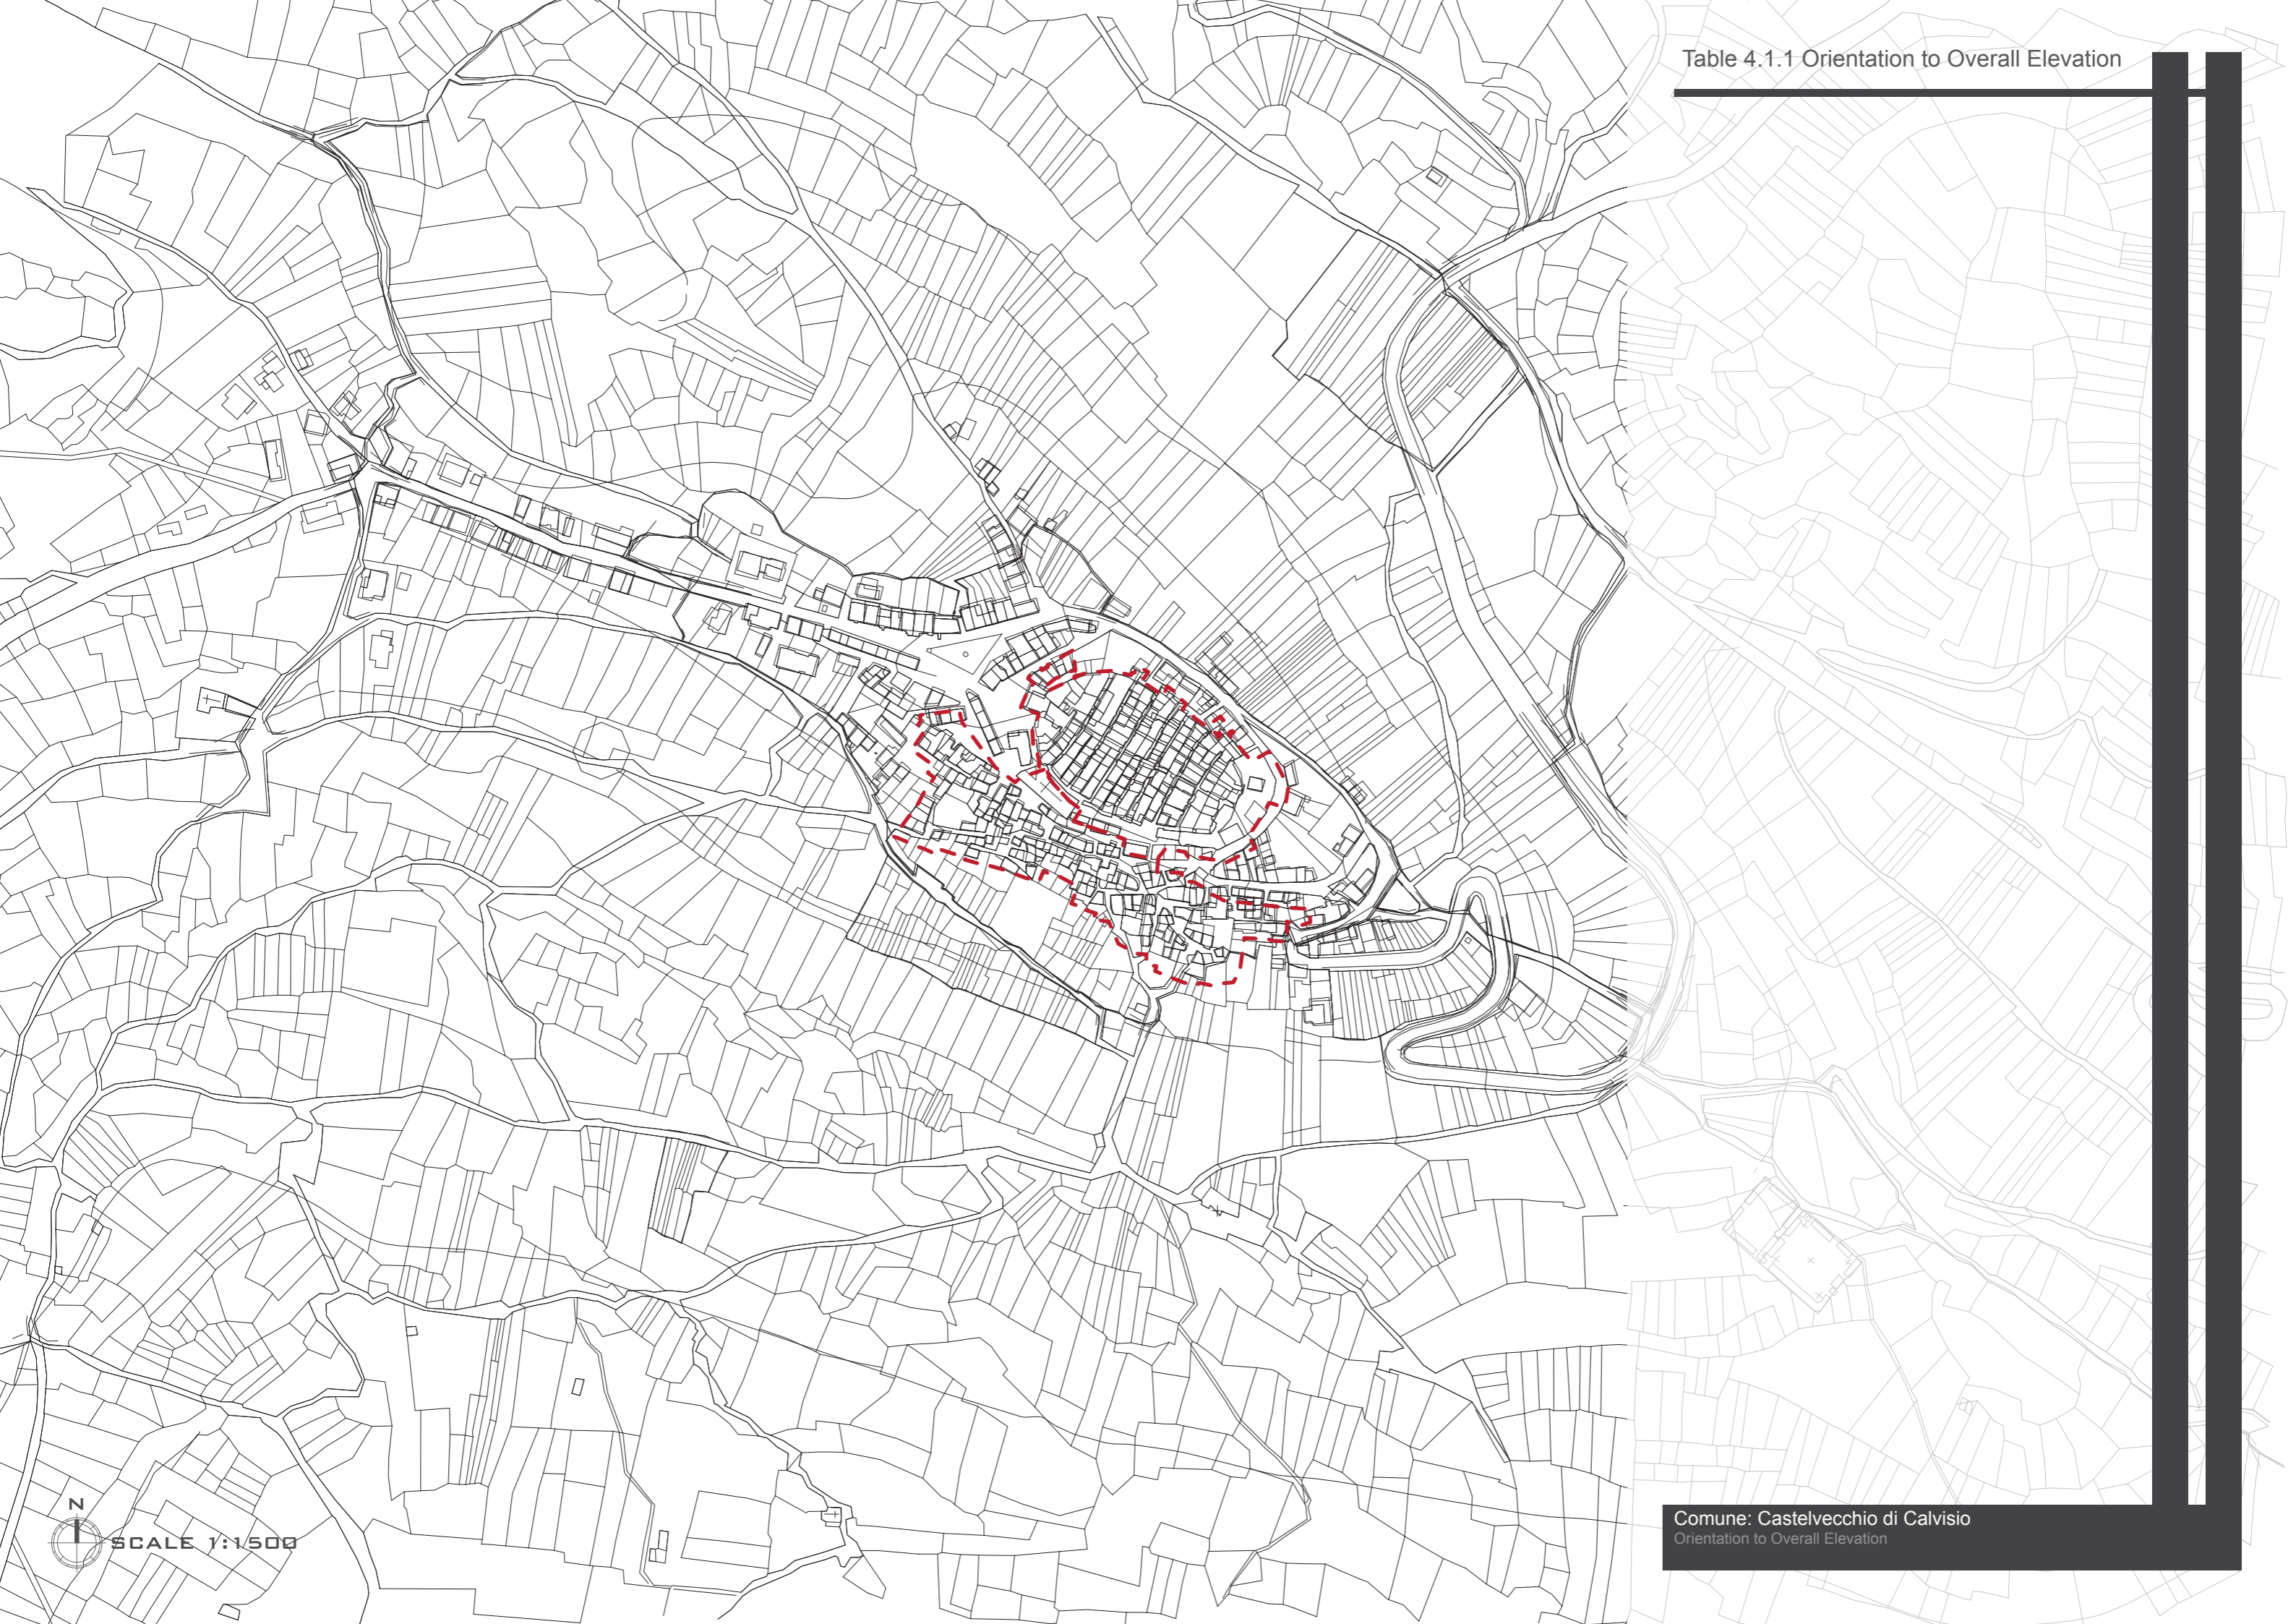 Table 4.1.1 Orientation to Overall Elevation
N
SCALE 1:1500
Comune: Castelvecchio di Calvisio
Orientation to Overall Elevation